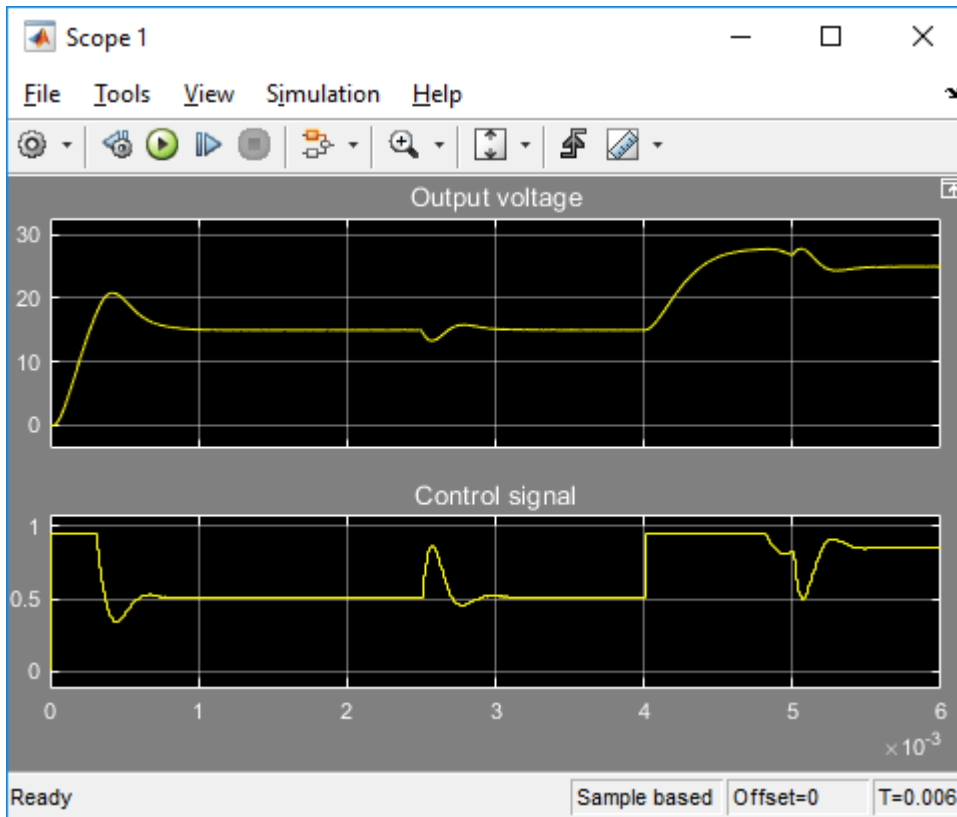 Scope 1
File Tools View Simulation Help
Output voltage
30
20
10
0
Control signal
1
0.5
0
0 1 2 3 4 5 6
×10⁻³
Ready Sample based Offset=0 T=0.006